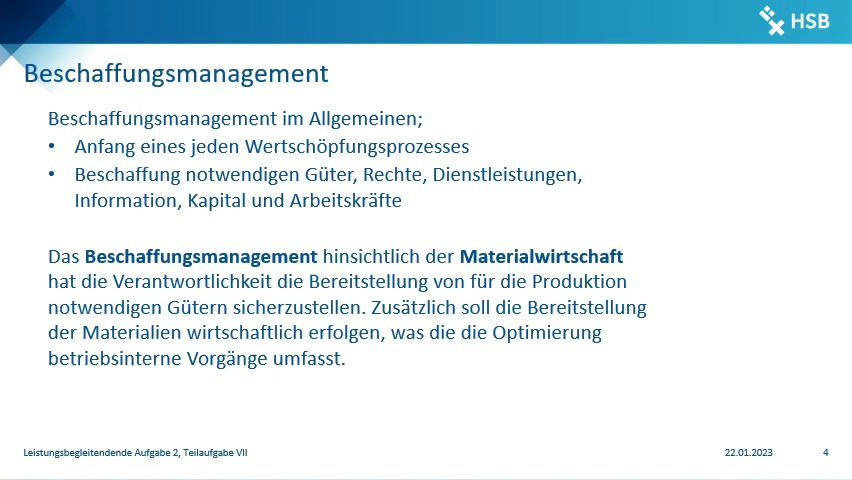 HSB
Beschaffungsmanagement
Beschaffungsmanagement im Allgemeinen;
• Anfang eines jeden Wertschöpfungsprozesses
• Beschaffung notwendigen Güter, Rechte, Dienstleistungen,
Information, Kapital und Arbeitskräfte
Das Beschaffungsmanagement hinsichtlich der Materialwirtschaft
hat die Verantwortlichkeit die Bereitstellung von für die Produktion
notwendigen Gütern sicherzustellen. Zusätzlich soll die Bereitstellung
der Materialien wirtschaftlich erfolgen, was die die Optimierung
betriebsinterne Vorgänge umfasst.
Leistungsbegleitendende Aufgabe 2, Teilaufgabe VII
22.01.2023
4